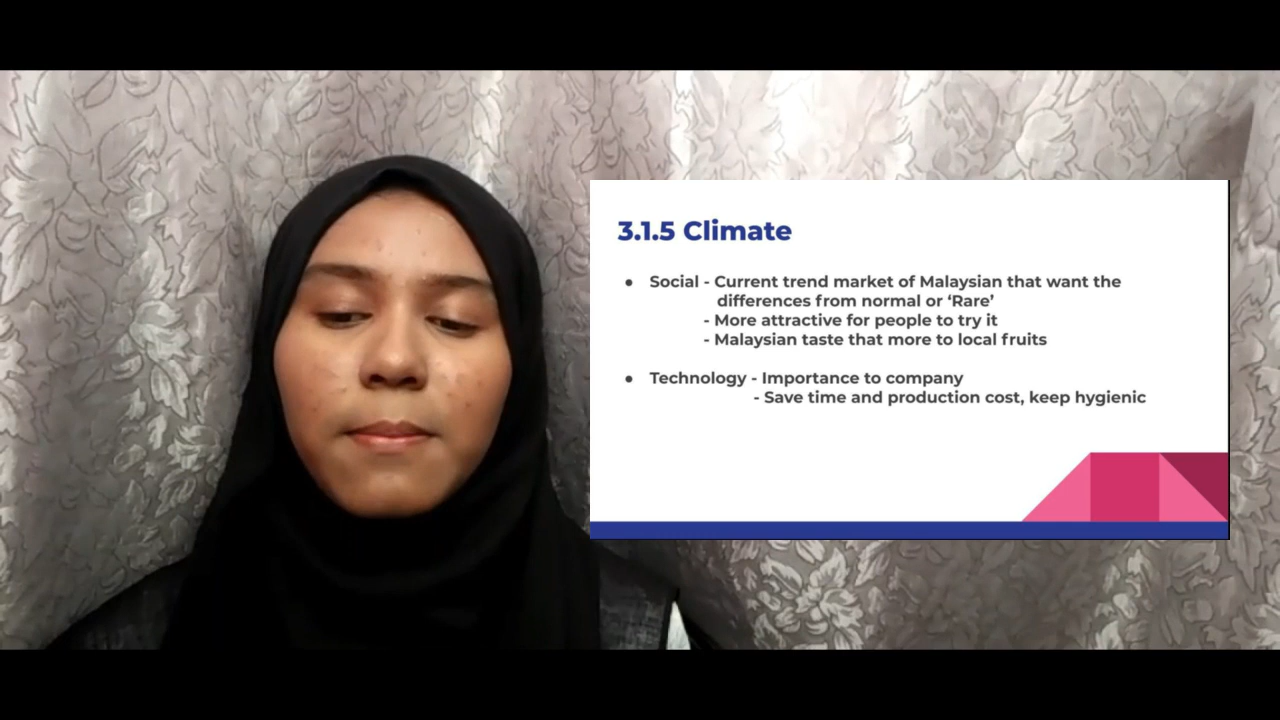 3.1.5 Climate
● Social - Current trend market of Malaysian that want the
differences from normal or ‘Rare’
- More attractive for people to try it
- Malaysian taste that more to local fruits
● Technology - Importance to company
- Save time and production cost, keep hygienic